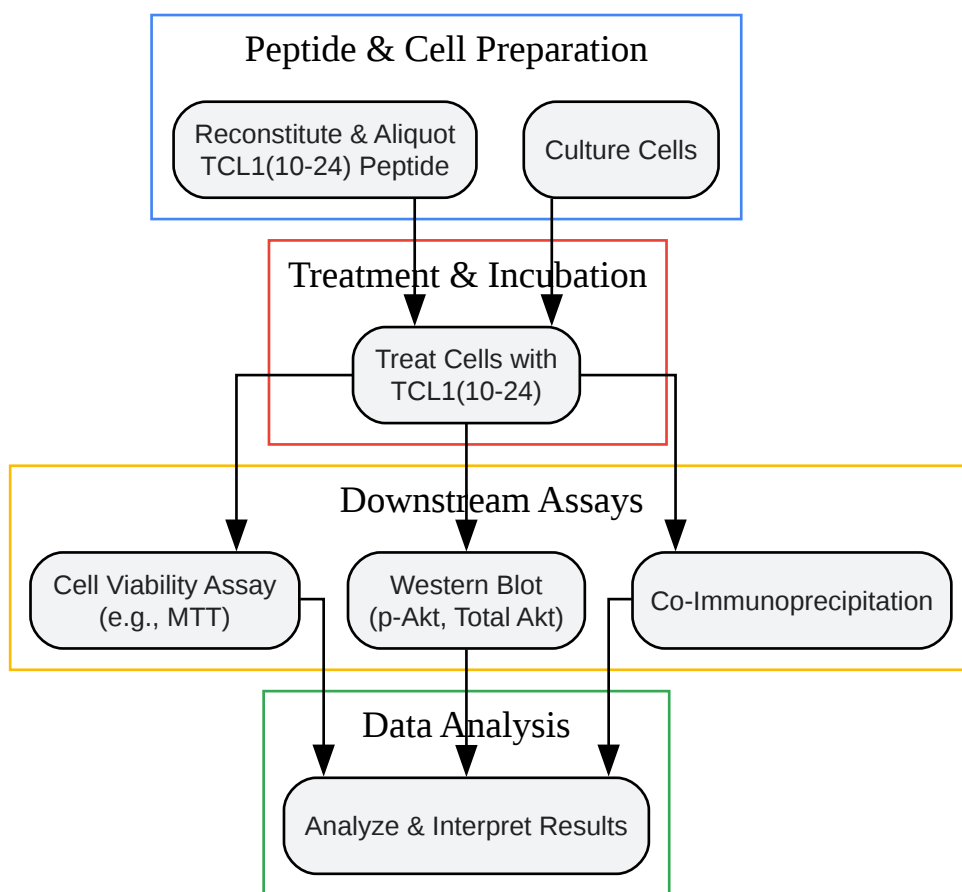 Peptide & Cell Preparation
Reconstitute & Aliquot
TCL1(10-24) Peptide
Culture Cells
Treatment & Incubation
Treat Cells with
TCL1(10-24)
Downstream Assays
Cell Viability Assay
(e.g., MTT)
Western Blot
(p-Akt, Total Akt)
Co-Immunoprecipitation
Data Analysis
Analyze & Interpret Results